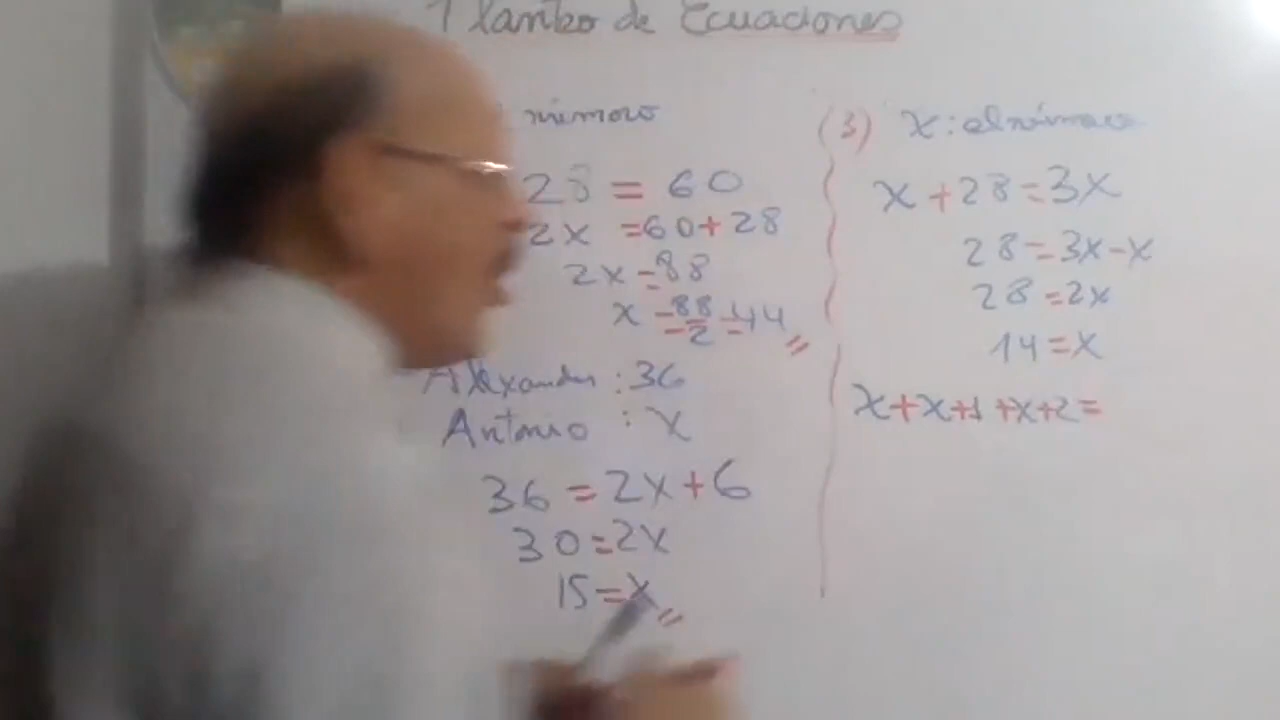 Planteo de Ecuaciones
número
28 = 60
2x = 60 + 28
2x = 88
x = 88/2 = 44
Alexander : 36
Antonio : X
36 = 2x + 6
30 = 2x
15 = x
(3) X : el número
x + 28 = 3x
28 = 3x - x
28 = 2x
14 = x
x + x + 1 + x + 2 =